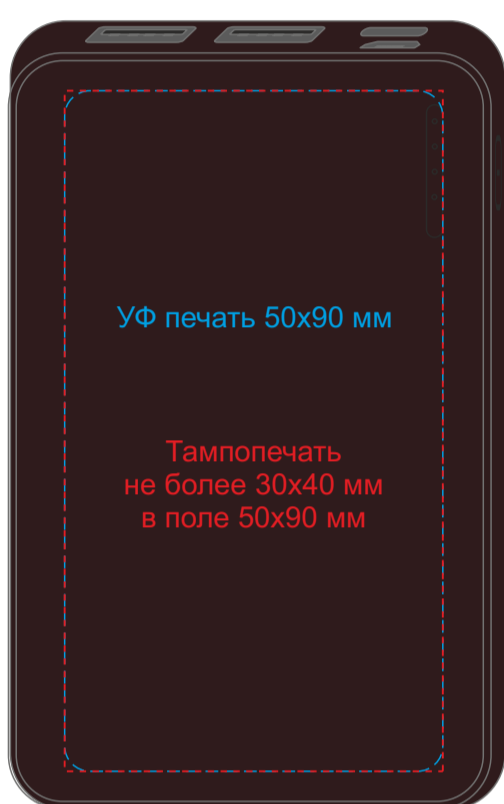 УФ печать 50х90 мм
Тампопечать
не более 30х40 мм
в поле 50х90 мм